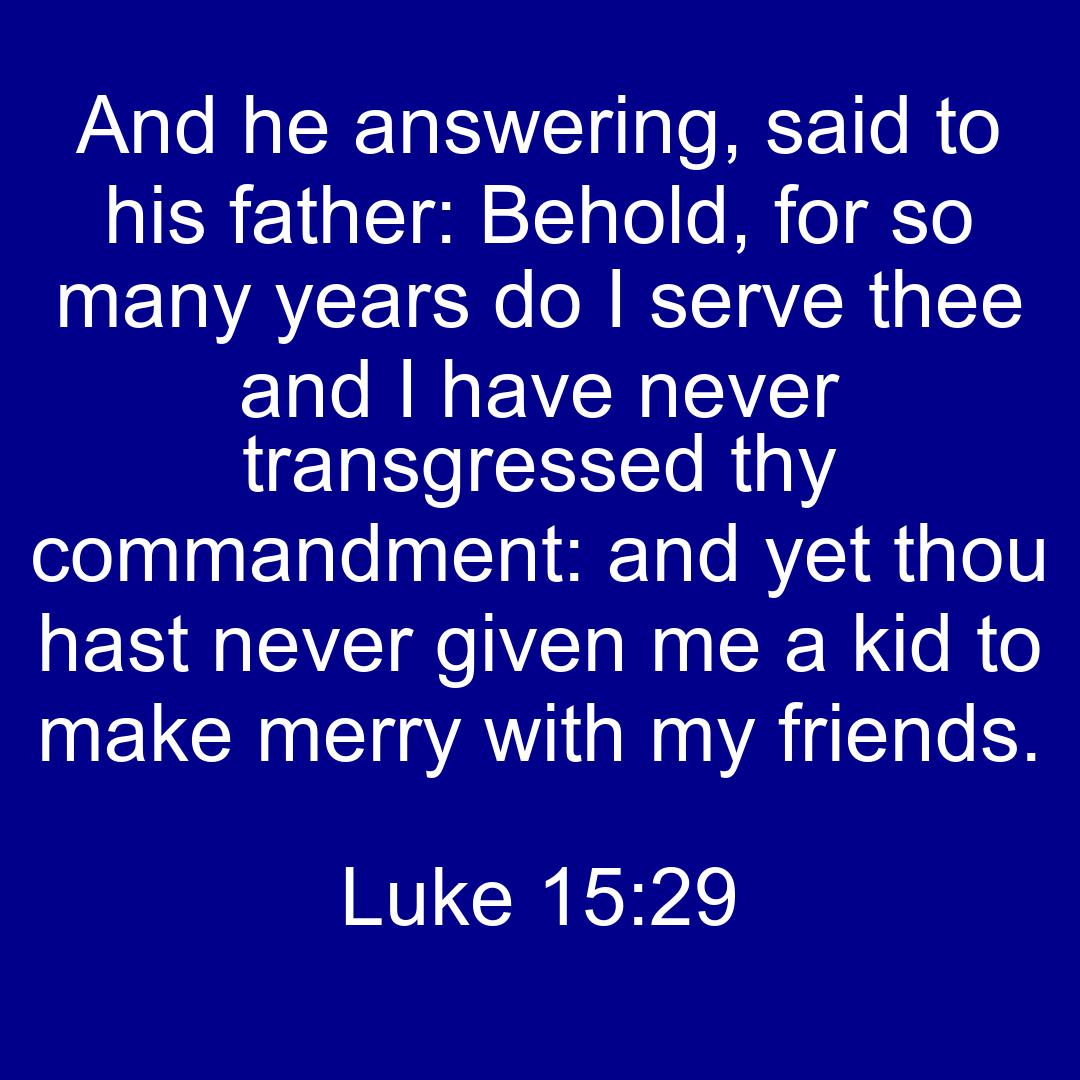 And he answering, said to
his father: Behold, for so
many years do I serve thee
and I have never
transgressed thy
commandment: and yet thou
hast never given me a kid to
make merry with my friends.
Luke 15:29